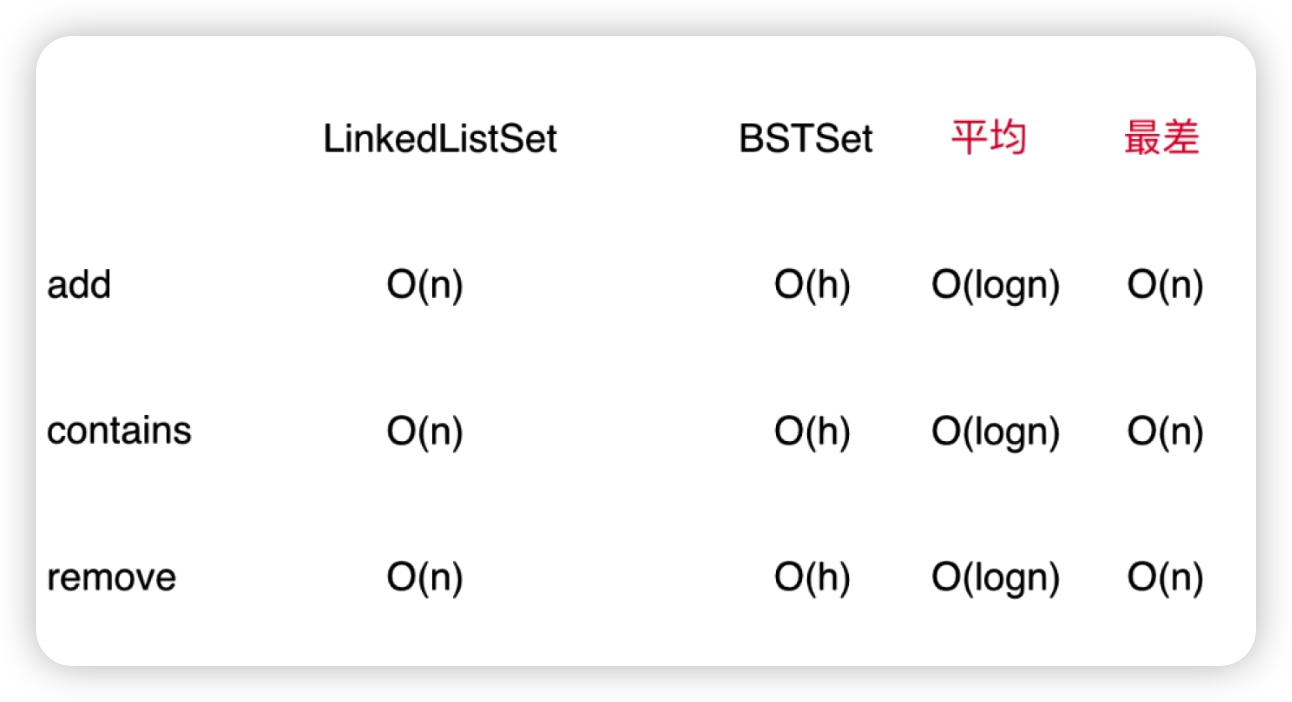 LinkedListSet BSTSet 平均 最差
add O(n) O(h) O(logn) O(n)
contains O(n) O(h) O(logn) O(n)
remove O(n) O(h) O(logn) O(n)